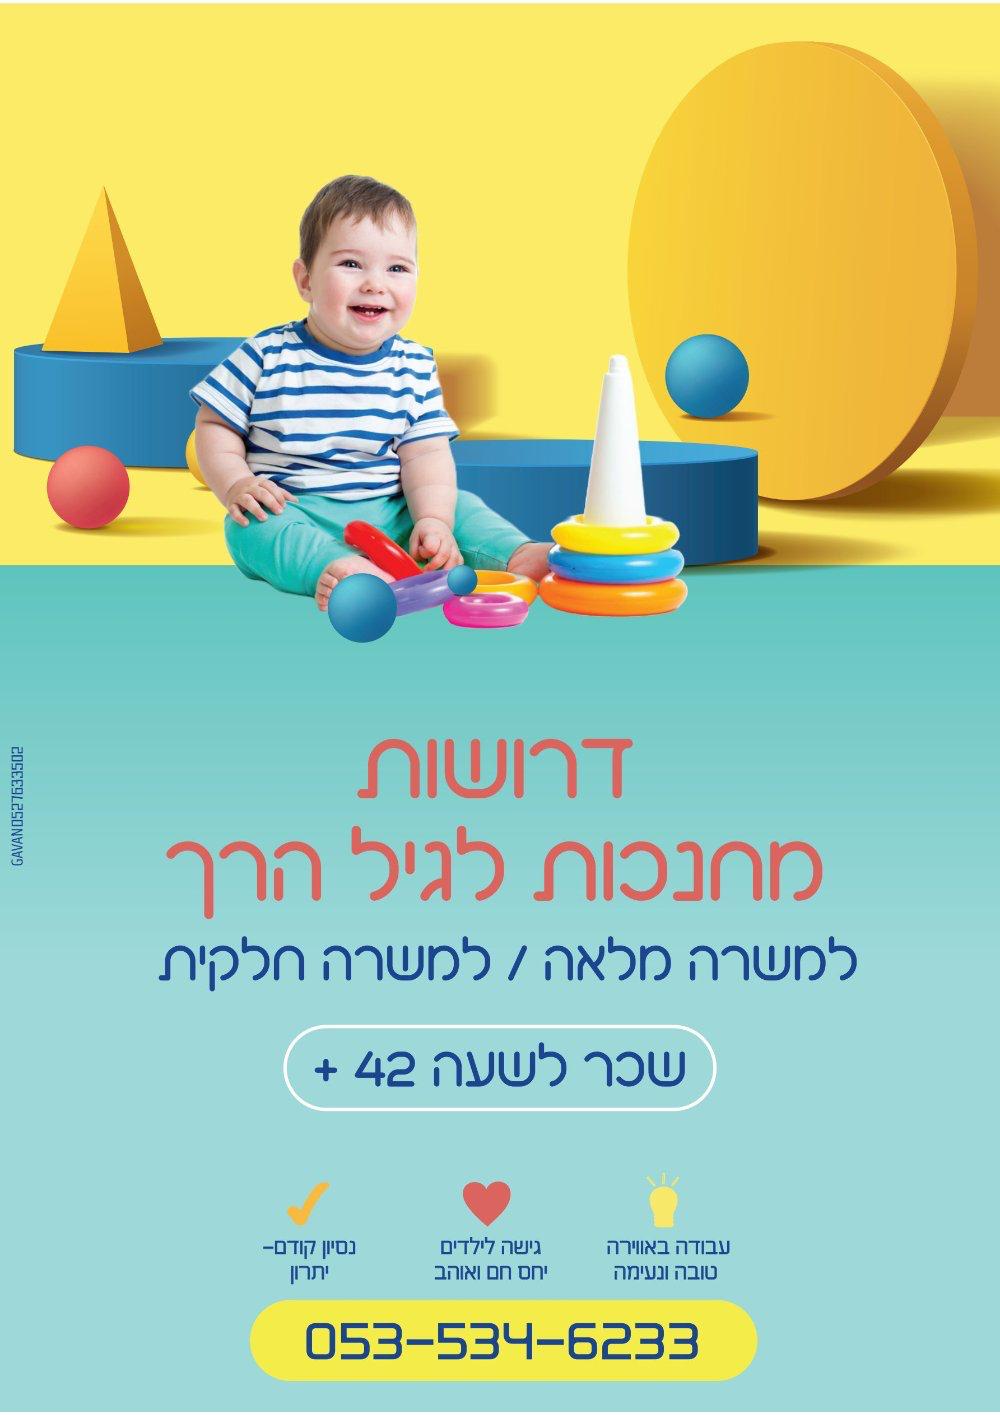 דרושות
מחנכות לגיל הרך
למשרה מלאה / למשרה חלקית
שכר לשעה 42 +
עבודה באווירה
טובה ונעימה
גישה לילדים
יחס חם ואוהב
נסיון קודם-
יתרון
053-534-6233
GAVAN0527633502